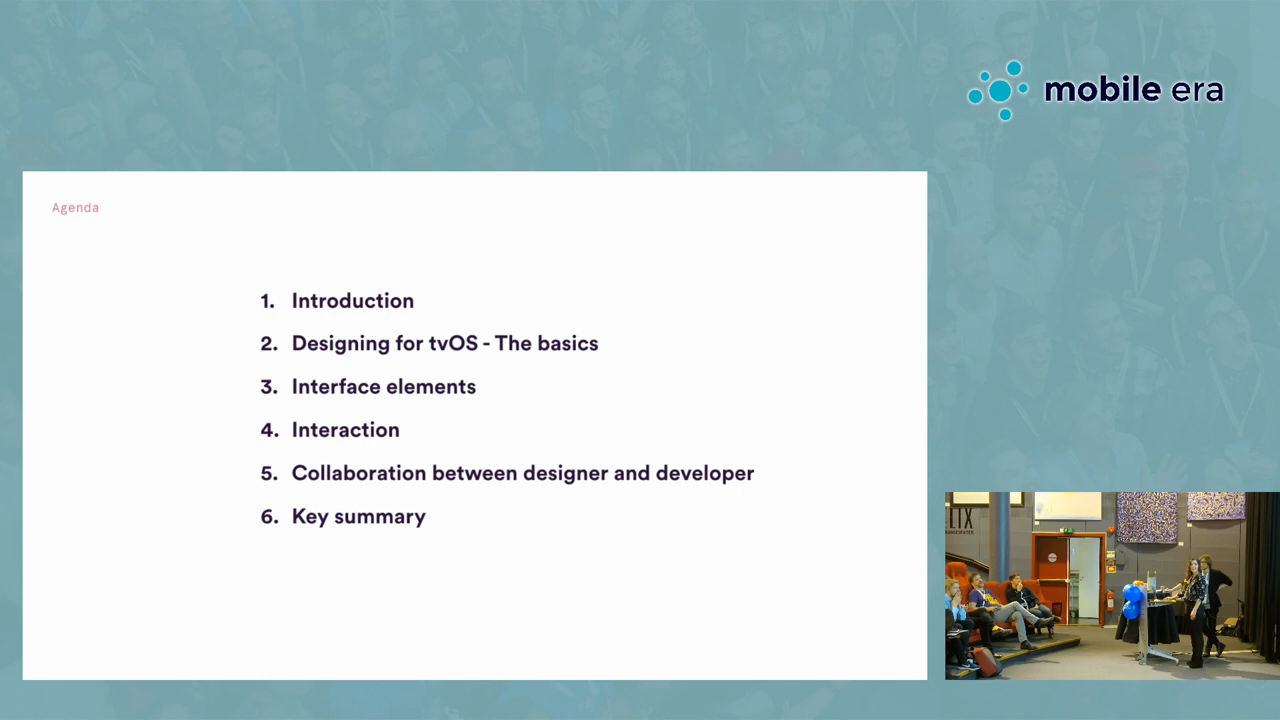 mobile era
Agenda
1. Introduction
2. Designing for tvOS - The basics
3. Interface elements
4. Interaction
5. Collaboration between designer and developer
6. Key summary